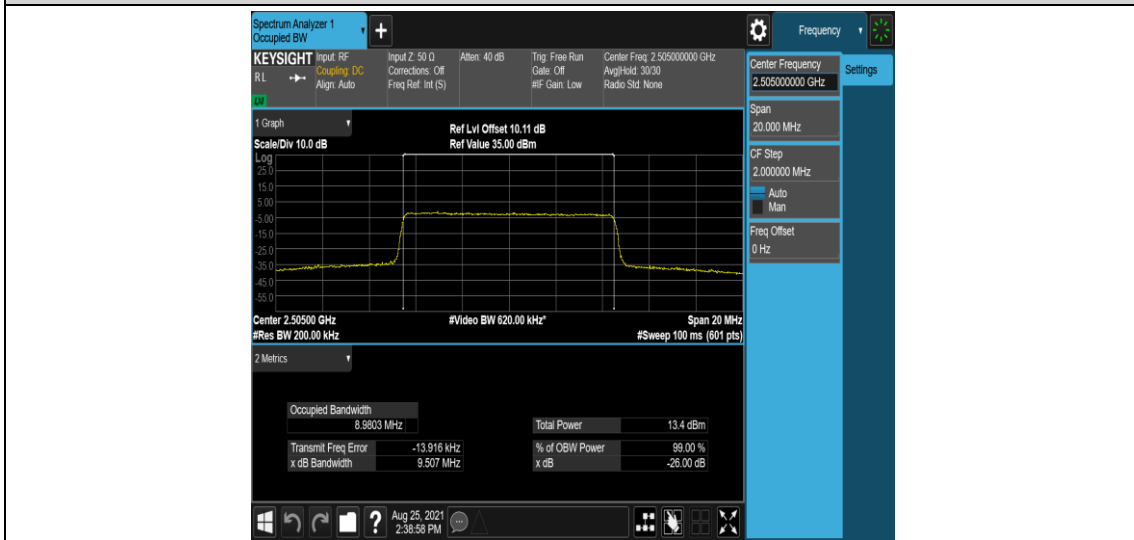 Spectrum Analyzer 1
Occupied BW
+
Frequency
KEYSIGHT
RL
LXI
Input: RF
Coupling: DC
Align: Auto
Input Z: 50 Ω
Corrections: Off
Freq Ref: Int (S)
Atten: 40 dB
Trig: Free Run
Gate: Off
#IF Gain: Low
Center Freq: 2.505000000 GHz
Avg|Hold: 30/30
Radio Std: None
Center Frequency
2.505000000 GHz
Settings
Span
20.000 MHz
CF Step
2.000000 MHz
Auto
Man
Freq Offset
0 Hz
1 Graph
Ref Lvl Offset 10.11 dB
Scale/Div 10.0 dB
Ref Value 35.00 dBm
Log
25.0
15.0
5.00
-5.00
-15.0
-25.0
-35.0
-45.0
-55.0
Center 2.50500 GHz
#Video BW 620.00 kHz*
Span 20 MHz
#Res BW 200.00 kHz
#Sweep 100 ms (601 pts)
2 Metrics
Occupied Bandwidth
8.9803 MHz
Total Power 13.4 dBm
Transmit Freq Error -13.916 kHz
% of OBW Power 99.00 %
x dB Bandwidth 9.507 MHz
x dB -26.00 dB
?
Aug 25, 2021
2:38:58 PM